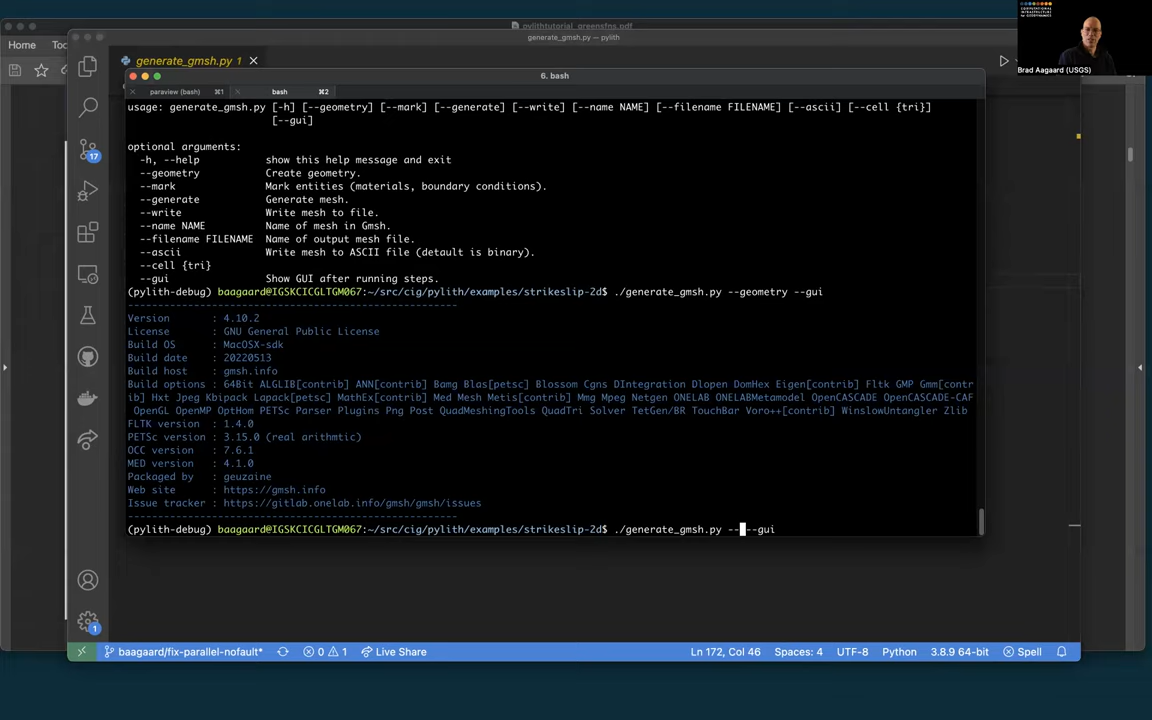 COMPUTATIONAL
INFRASTRUCTURE
for GEODYNAMICS
Brad Aagaard (USGS)
pylithtutorial_greensfns.pdf
generate_gmsh.py — pylith
Home
generate_gmsh.py 1
6. bash
paraview (bash) ⌘1
bash ⌘2
usage: generate_gmsh.py [-h] [--geometry] [--mark] [--generate] [--write] [--name NAME] [--filename FILENAME] [--ascii] [--cell {tri}]
[--gui]
optional arguments:
-h, --help show this help message and exit
--geometry Create geometry.
--mark Mark entities (materials, boundary conditions).
--generate Generate mesh.
--write Write mesh to file.
--name NAME Name of mesh in Gmsh.
--filename FILENAME Name of output mesh file.
--ascii Write mesh to ASCII file (detault is binary).
--cell {tri}
--gui Show GUI after running steps.
(pylith-debug) baagaard@IGSKCICGLTGM067:~/src/cig/pylith/examples/strikeslip-2d$ ./generate_gmsh.py --geometry --gui
Version : 4.10.2
License : GNU General Public License
Build OS : MacOSX-sdk
Build date : 20220513
Build host : gmsh.info
Build options : 64Bit ALGLIB[contrib] ANN[contrib] Bamg Blas[petsc] Blossom Cgns DIntegration Dlopen DomHex Eigen[contrib] Fltk GMP Gmm[contr
ib] Hxt Jpeg Kbipack Lapack[petsc] MathEx[contrib] Med Mesh Metis[contrib] Mmg Mpeg Netgen ONELAB ONELABMetamodel OpenCASCADE OpenCASCADE-CAF
OpenGL OpenMP OptHom PETSc Parser Plugins Png Post QuadMeshingTools QuadTri Solver TetGen/BR TouchBar Voro++[contrib] WinslowUntangler Zlib
FLTK version : 1.4.0
PETSc version : 3.15.0 (real arithmtic)
OCC version : 7.6.1
MED version : 4.1.0
Packaged by : geuzaine
Web site : https://gmsh.info
Issue tracker : https://gitlab.onelab.info/gmsh/gmsh/issues
(pylith-debug) baagaard@IGSKCICGLTGM067:~/src/cig/pylith/examples/strikeslip-2d$ ./generate_gmsh.py -- --gui
17
1
baagaard/fix-parallel-nofault* 0 1 Live Share
Ln 172, Col 46 Spaces: 4 UTF-8 Python 3.8.9 64-bit Spell